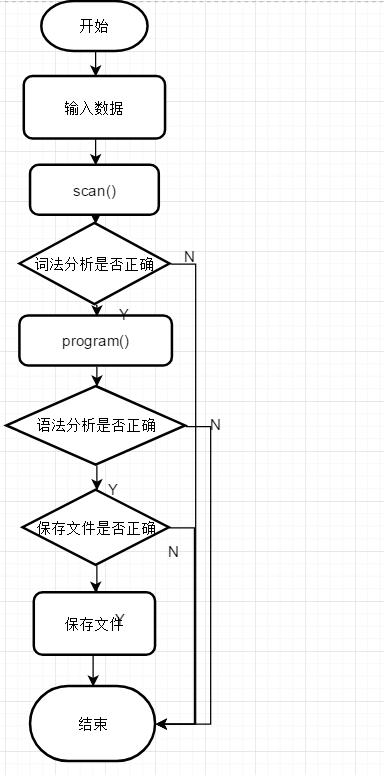 开始
输入数据
scan()
词法分析是否正确
N
Y
program()
语法分析是否正确
N
Y
保存文件是否正确
N
Y
保存文件
结束